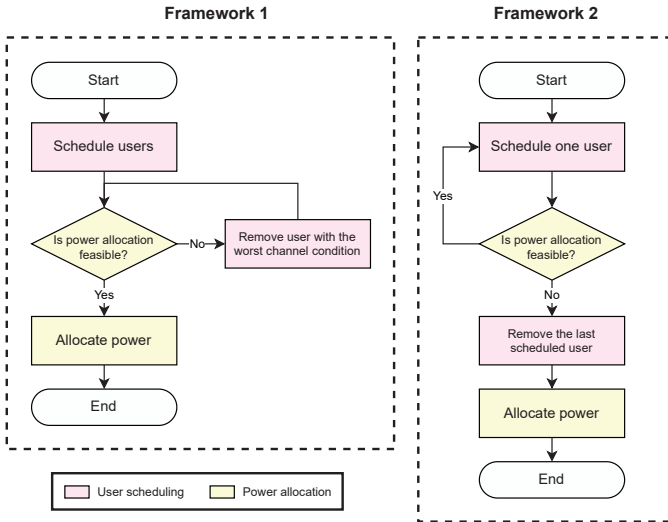 Framework 1
Start
Schedule users
Is power allocation
feasible?
No
Remove user with the
worst channel condition
Yes
Allocate power
End
Framework 2
Start
Schedule one user
Yes
Is power allocation
feasible?
No
Remove the last
scheduled user
Allocate power
End
User scheduling
Power allocation